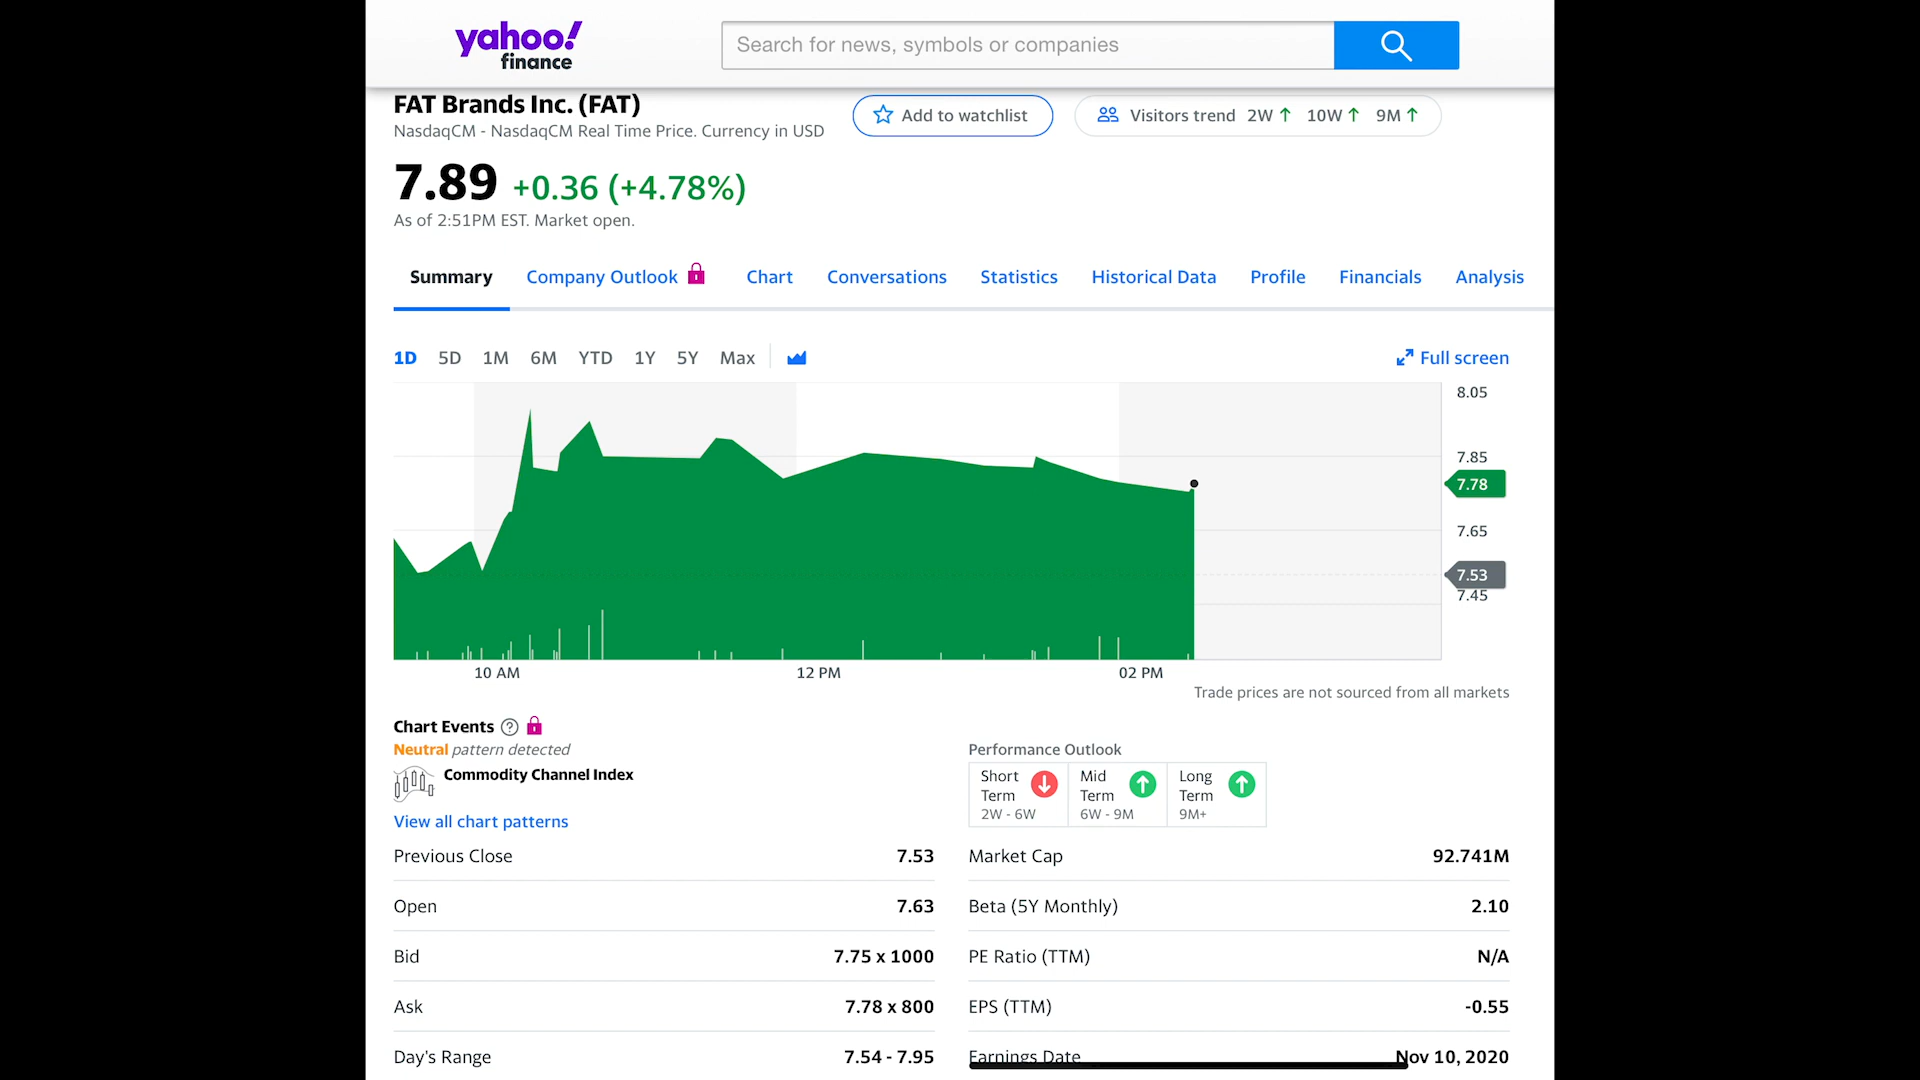 yahoo!
finance
Search for news, symbols or companies
FAT Brands Inc. (FAT)
NasdaqCM - NasdaqCM Real Time Price. Currency in USD
Add to watchlist
Visitors trend 2W 10W 9M
7.89 +0.36 (+4.78%)
As of 2:51PM EST. Market open.
Summary Company Outlook Chart Conversations Statistics Historical Data Profile Financials Analysis
1D 5D 1M 6M YTD 1Y 5Y Max
Full screen
8.05
7.85
7.78
7.65
7.53
7.45
10 AM 12 PM 02 PM
Trade prices are not sourced from all markets
Chart Events ?
Neutral pattern detected
Commodity Channel Index
View all chart patterns
Performance Outlook
Short Term 2W - 6W
Mid Term 6W - 9M
Long Term 9M+
Previous Close 7.53
Open 7.63
Bid 7.75 x 1000
Ask 7.78 x 800
Day's Range 7.54 - 7.95
Market Cap 92.741M
Beta (5Y Monthly) 2.10
PE Ratio (TTM) N/A
EPS (TTM) -0.55
Earnings Date Nov 10, 2020